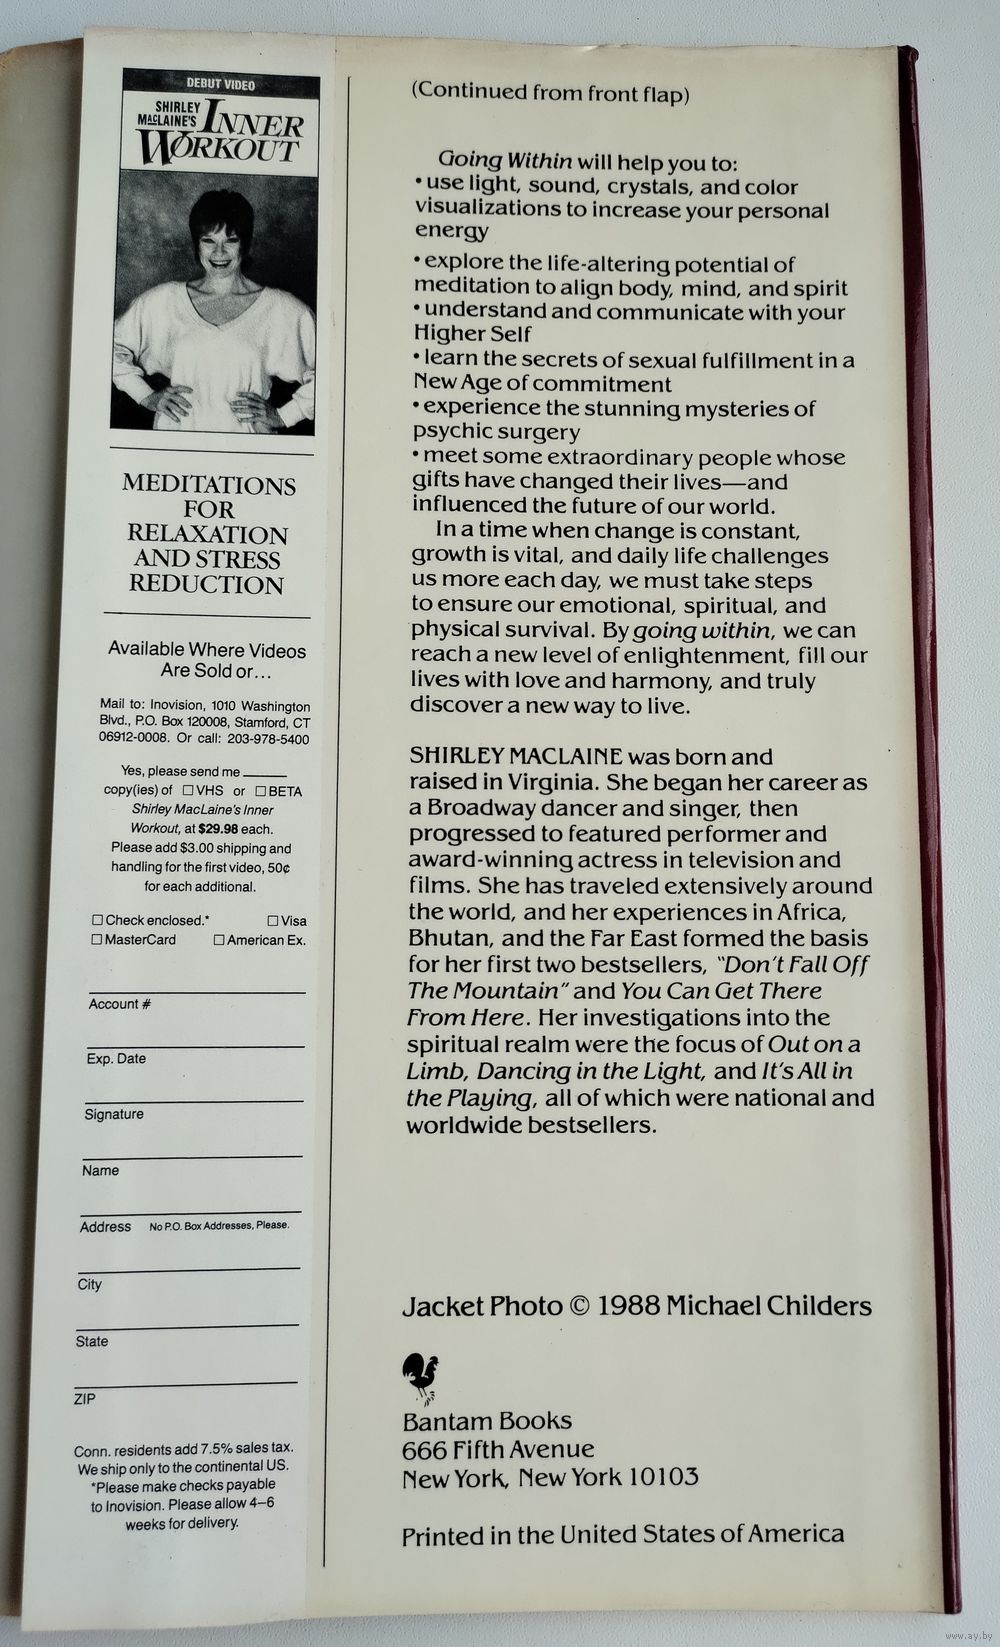 DEBUT VIDEO
SHIRLEY
MACLAINE'S INNER
WORKOUT
MEDITATIONS
FOR
RELAXATION
AND STRESS
REDUCTION
Available Where Videos
Are Sold or...
Mail to: Inovision, 1010 Washington
Blvd., P.O. Box 120008, Stamford, CT
06912-0008. Or call: 203-978-5400
Yes, please send me ______
copy(ies) of ☐ VHS or ☐ BETA
Shirley MacLaine's Inner
Workout, at $29.98 each.
Please add $3.00 shipping and
handling for the first video, 50¢
for each additional.
☐ Check enclosed.* ☐ Visa
☐ MasterCard ☐ American Ex.
Account #
Exp. Date
Signature
Name
Address No P.O. Box Addresses, Please.
City
State
ZIP
Conn. residents add 7.5% sales tax.
We ship only to the continental US.
*Please make checks payable
to Inovision. Please allow 4–6
weeks for delivery.
(Continued from front flap)
Going Within will help you to:
• use light, sound, crystals, and color
visualizations to increase your personal
energy
• explore the life-altering potential of
meditation to align body, mind, and spirit
• understand and communicate with your
Higher Self
• learn the secrets of sexual fulfillment in a
New Age of commitment
• experience the stunning mysteries of
psychic surgery
• meet some extraordinary people whose
gifts have changed their lives—and
influenced the future of our world.
In a time when change is constant,
growth is vital, and daily life challenges
us more each day, we must take steps
to ensure our emotional, spiritual, and
physical survival. By going within, we can
reach a new level of enlightenment, fill our
lives with love and harmony, and truly
discover a new way to live.
SHIRLEY MACLAINE was born and
raised in Virginia. She began her career as
a Broadway dancer and singer, then
progressed to featured performer and
award-winning actress in television and
films. She has traveled extensively around
the world, and her experiences in Africa,
Bhutan, and the Far East formed the basis
for her first two bestsellers, "Don't Fall Off
The Mountain" and You Can Get There
From Here. Her investigations into the
spiritual realm were the focus of Out on a
Limb, Dancing in the Light, and It's All in
the Playing, all of which were national and
worldwide bestsellers.
Jacket Photo © 1988 Michael Childers
Bantam Books
666 Fifth Avenue
New York, New York 10103
Printed in the United States of America
www.ay.by